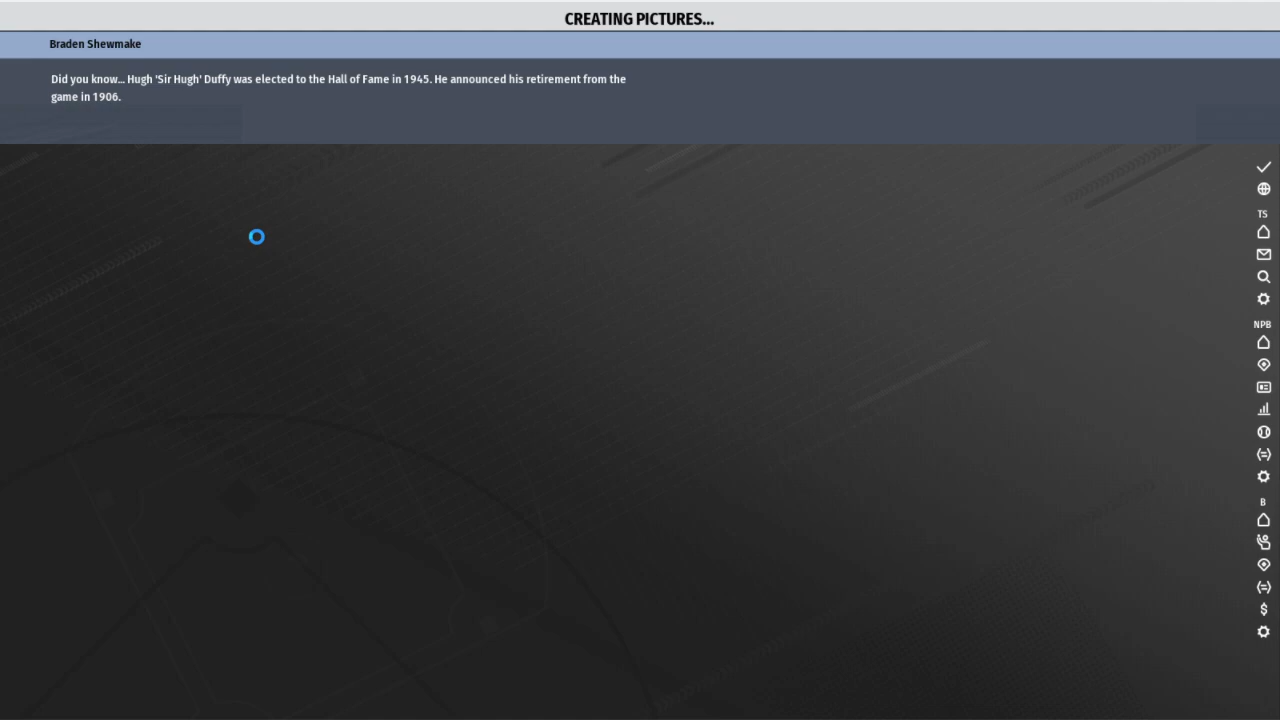 CREATING PICTURES...
Braden Shewmake
Did you know... Hugh 'Sir Hugh' Duffy was elected to the Hall of Fame in 1945. He announced his retirement from the
game in 1906.
TS
NPB
B